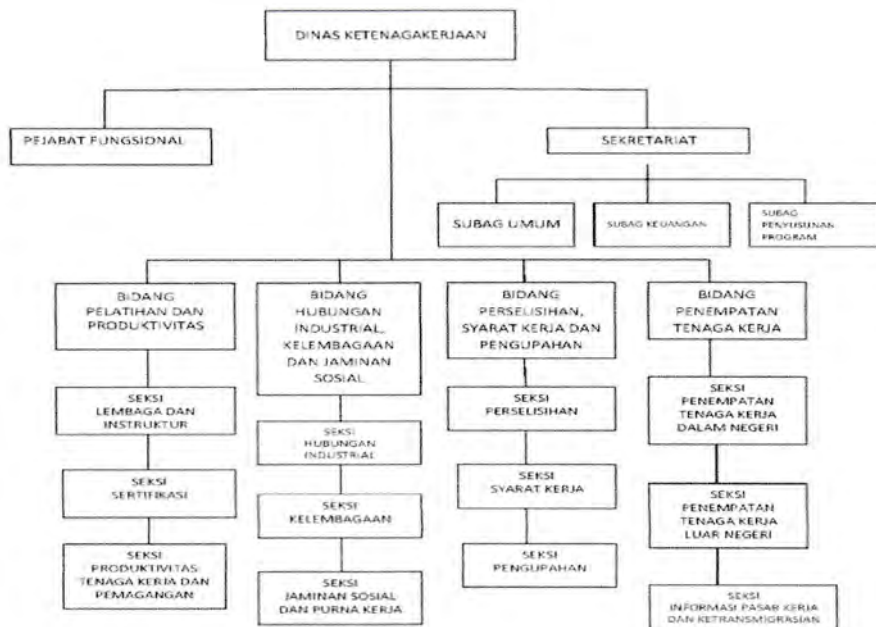 DINAS KETENAGAKERJAAN
PEJABAT FUNGSIONAL
SEKRETARIAT
SUBAG UMUM
SUBAG KEUANGAN
SUBAG
PENYUSUNAN
PROGRAM
BIDANG
PELATIHAN DAN
PRODUKTIVITAS
SEKSI
LEMBAGA DAN
INSTRUKTUR
SEKSI
SERTIFIKASI
SEKSI
PRODUKTIVITAS
TENAGA KERJA DAN
PEMAGANGAN
BIDANG
HUBUNGAN
INDUSTRIAL,
KELEMBAGAAN
DAN JAMINAN
SOSIAL
SEKSI
HUBUNGAN
INDUSTRIAL
SEKSI
KELEMBAGAAN
SEKSI
JAMINAN SOSIAL
DAN PURNA KERJA
BIDANG
PERSELISIHAN,
SYARAT KERJA DAN
PENGUPAHAN
SEKSI
PERSELISIHAN
SEKSI
SYARAT KERJA
SEKSI
PENGUPAHAN
BIDANG
PENEMPATAN
TENAGA KERJA
SEKSI
PENEMPATAN
TENAGA KERJA
DALAM NEGERI
SEKSI
PENEMPATAN
TENAGA KERJA
LUAR NEGERI
SEKSI
INFORMASI PASAR KERJA
DAN KETRANSMIGRASIAN